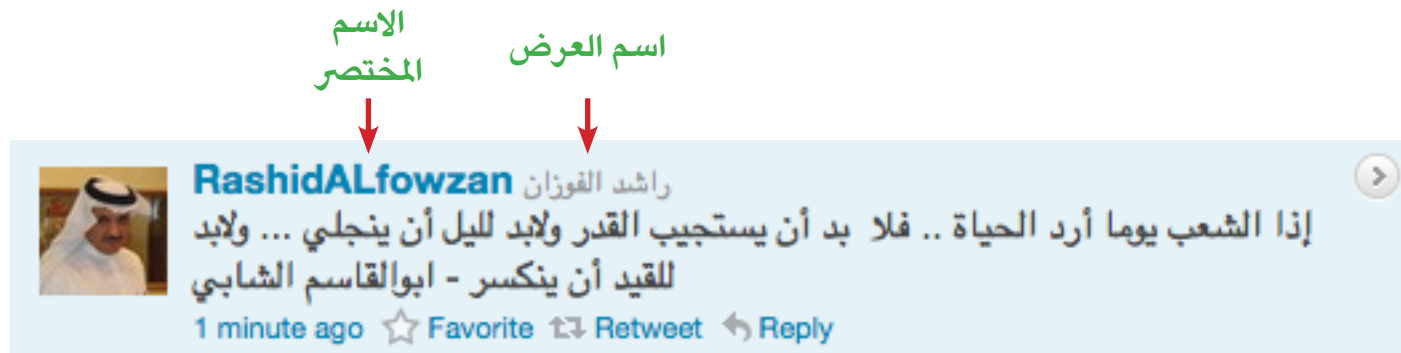 الاسم
المختصر
اسم العرض
RashidALfowzan راشد الفوزان
إذا الشعب يوما أرد الحياة .. فلا بد أن يستجيب القدر ولابد لليل أن ينجلي ... ولابد
للقيد أن ينكسر - ابوالقاسم الشابي
1 minute ago Favorite Retweet Reply